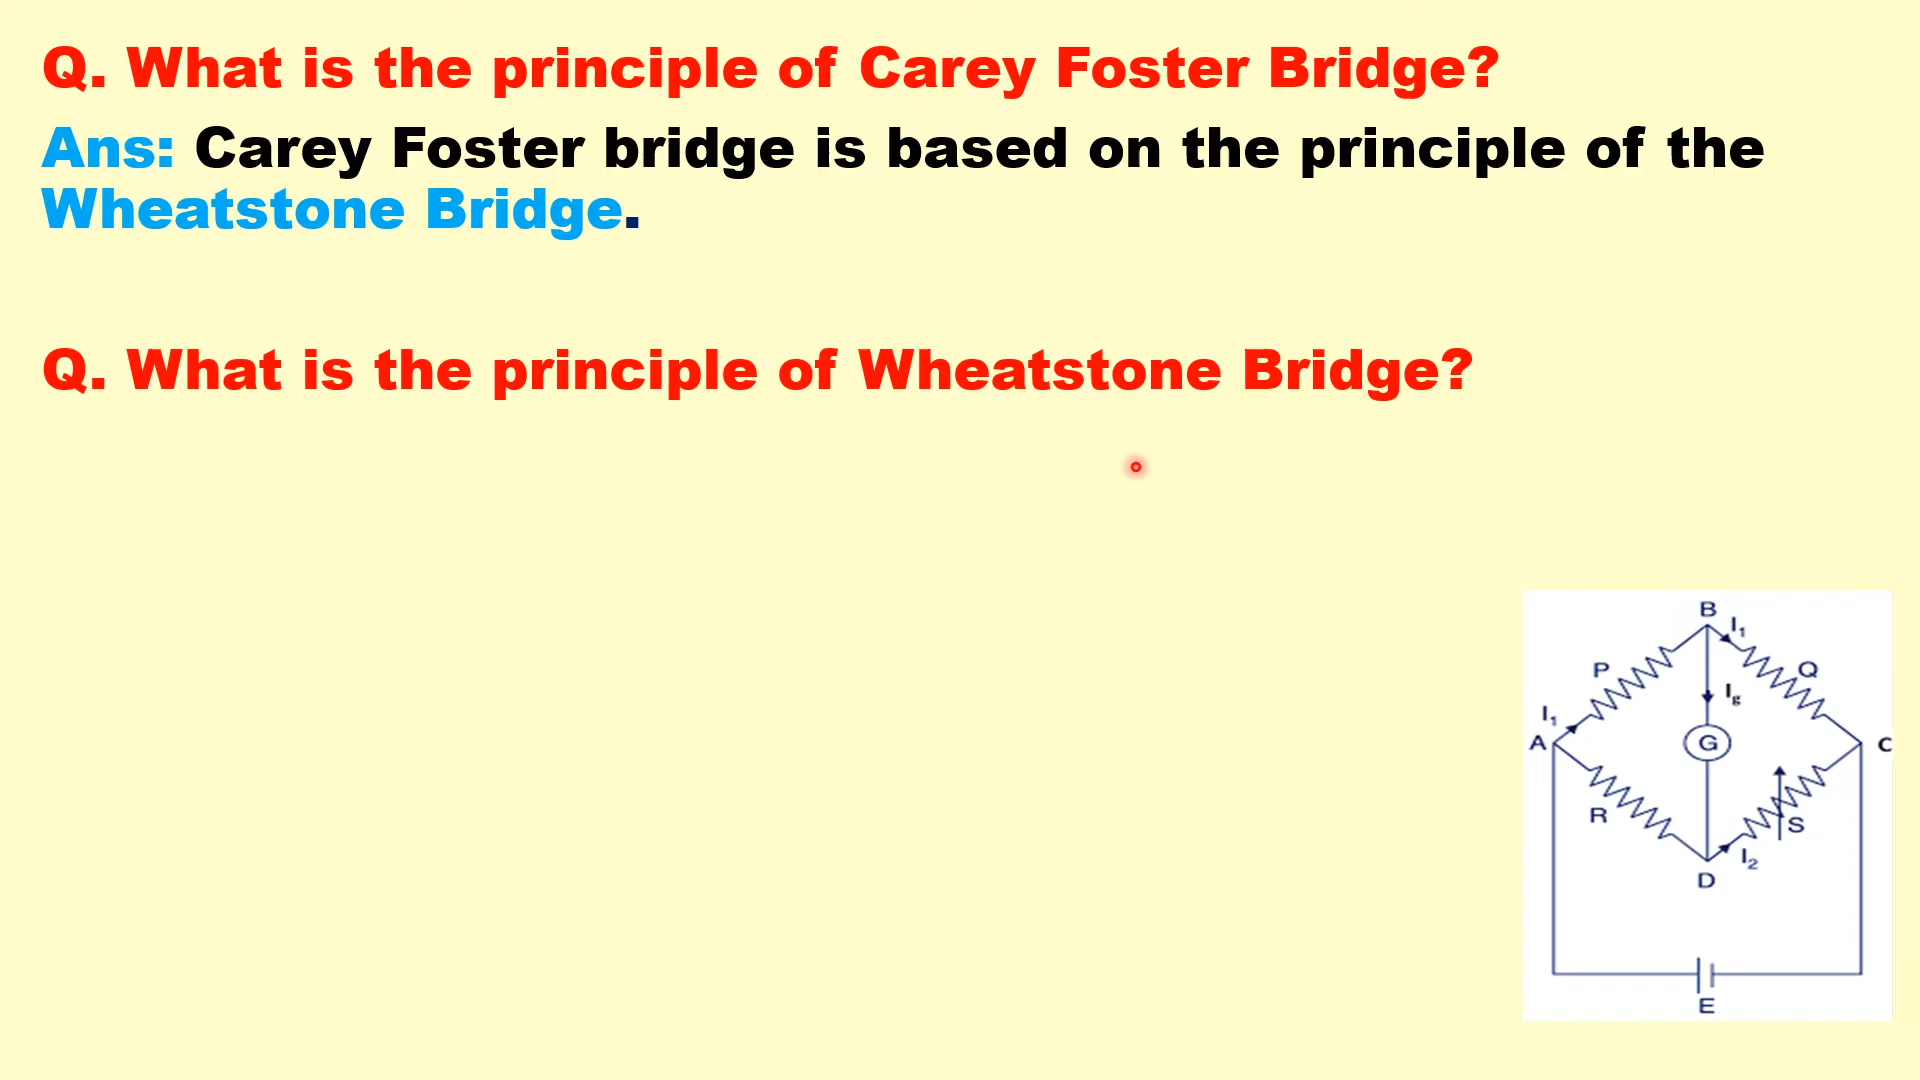 Q. What is the principle of Carey Foster Bridge?
Ans: Carey Foster bridge is based on the principle of the
Wheatstone Bridge.
Q. What is the principle of Wheatstone Bridge?
B
I₁
P
Q
I₁
I_g
A
G
C
R
S
I₂
D
E